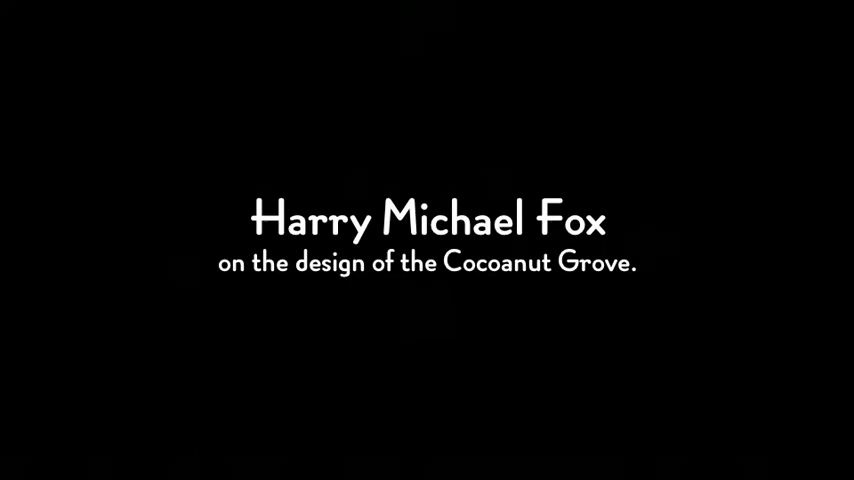 Harry Michael Fox
on the design of the Cocoanut Grove.